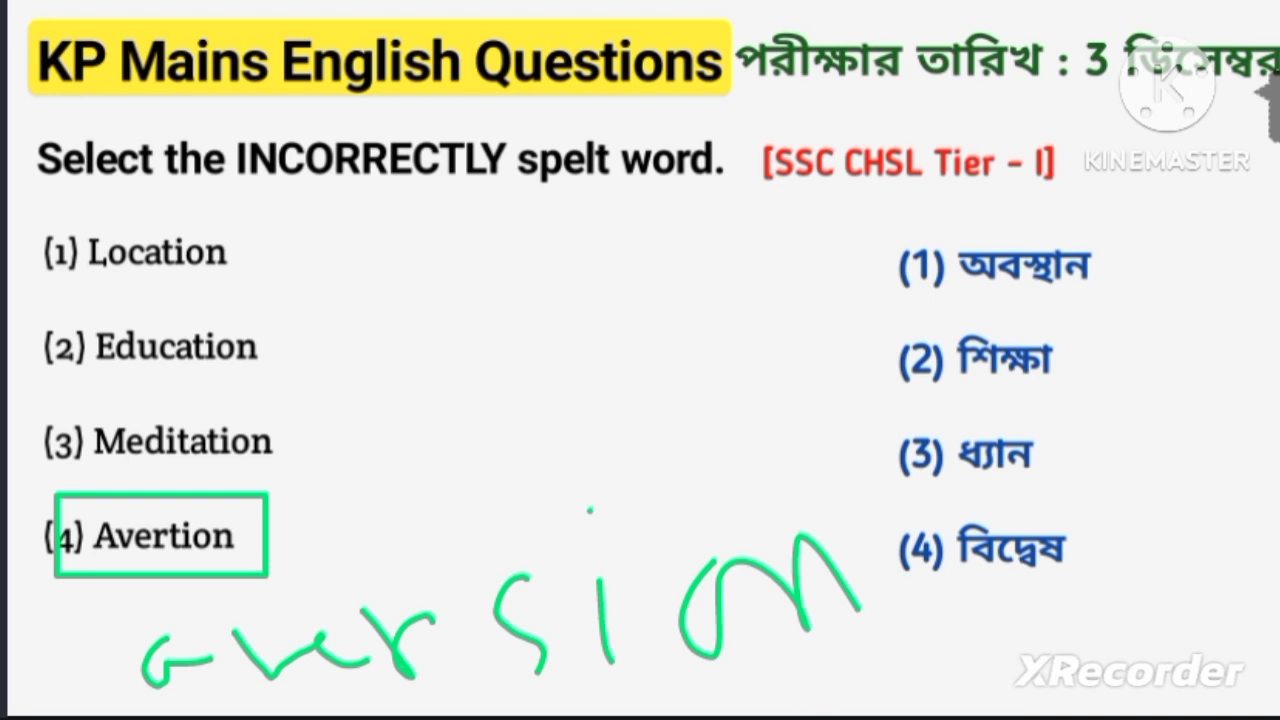 KP Mains English Questions পরীক্ষার তারিখ : 3 ডিসেম্বর
Select the INCORRECTLY spelt word. [SSC CHSL Tier - I] KINEMASTER
(1) Location (1) অবস্থান
(2) Education (2) শিক্ষা
(3) Meditation (3) ধ্যান
(4) Avertion (4) বিদ্বেষ
aversion
XRecorder